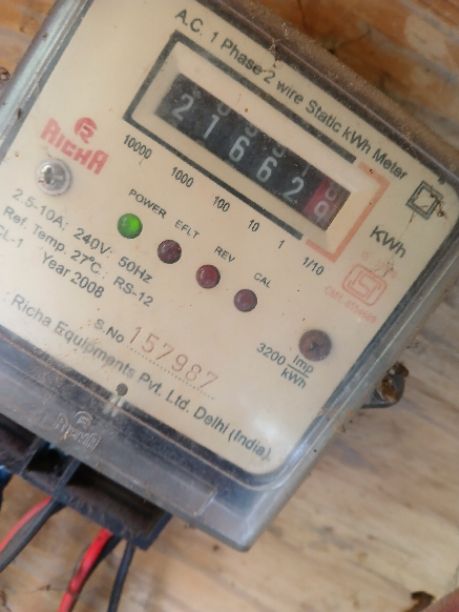 A.C. 1 Phase 2 wire Static kWh Meter
RICHA
21662
10000 1000 100 10 1 1/10
KWh
POWER EFLT REV CAL
2.5-10A; 240V; 50Hz
Ref. Temp. 27°C; RS-12
CL-1 Year 2008
3200 Imp
kWh
S.No 157987
Richa Equipments Pvt. Ltd. Delhi (India)